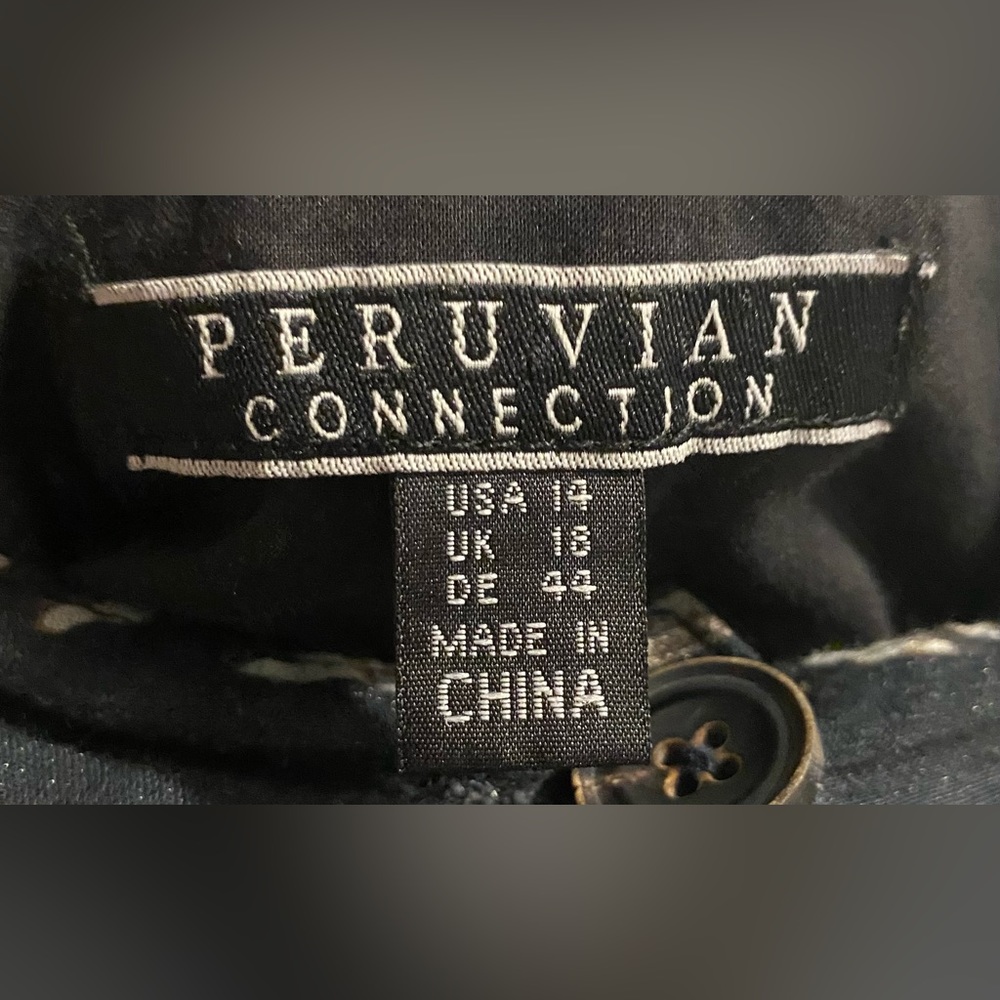 PERUVIAN
CONNECTION
USA 14
UK 18
DE 44
MADE IN
CHINA